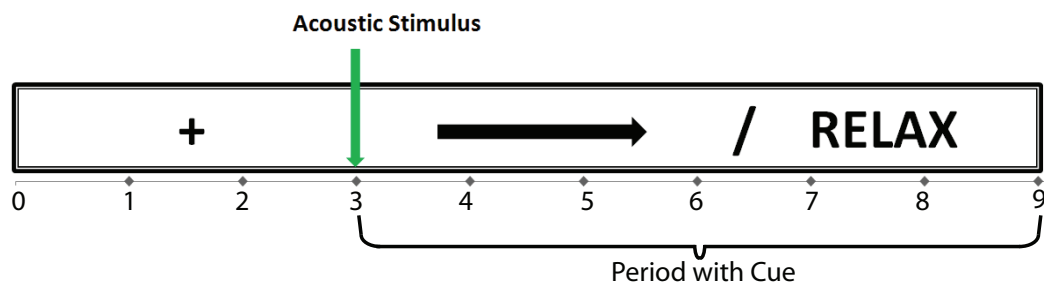 Acoustic Stimulus
+ / RELAX
0 1 2 3 4 5 6 7 8 9
Period with Cue